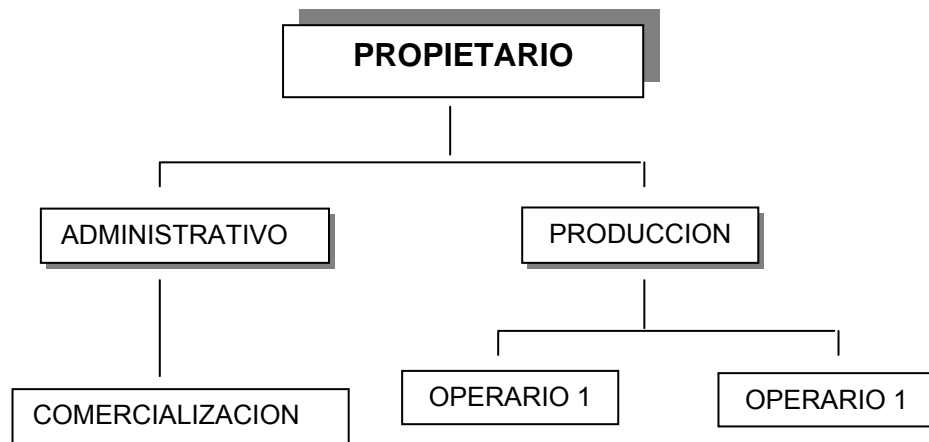 PROPIETARIO
ADMINISTRATIVO
PRODUCCION
COMERCIALIZACION
OPERARIO 1
OPERARIO 1